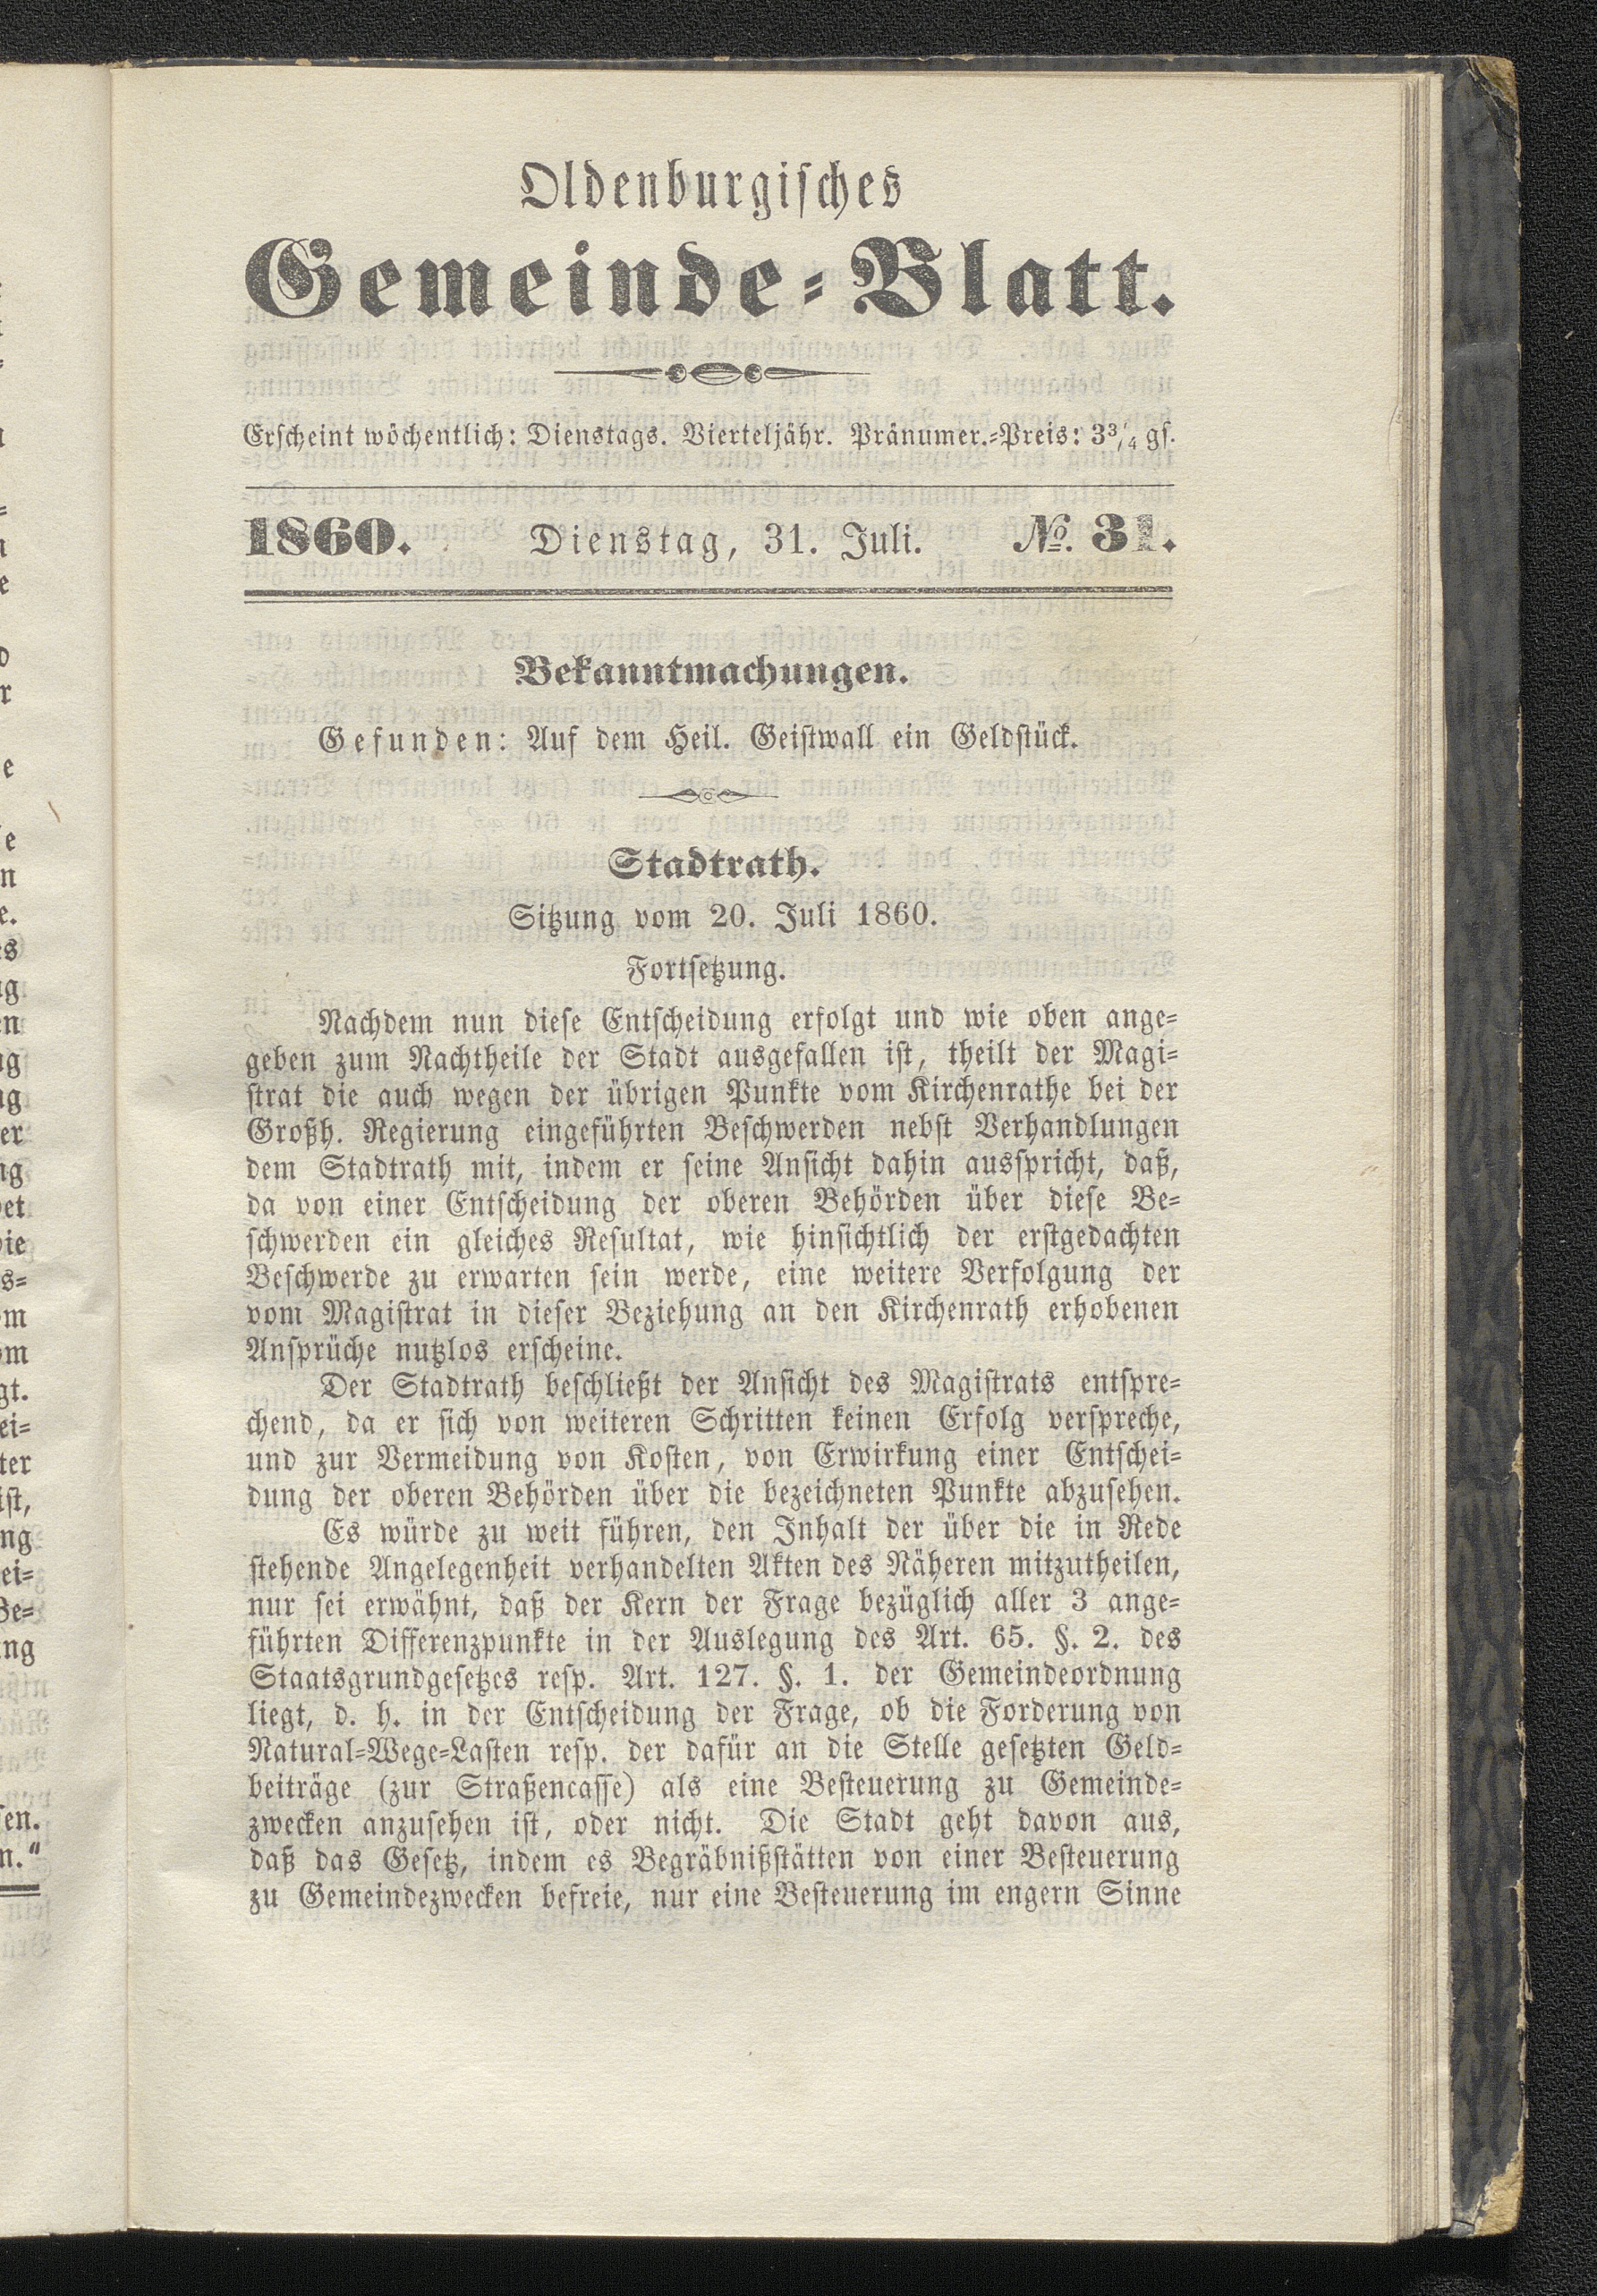 Oldenburgisches
Gemeinde-Blatt.
Erscheint wöchentlich: Dienstags. Vierteljähr. Pränumer.-Preis: 3¾ gs.
1860. Dienstag, 31. Juli. No. 31.
Bekanntmachungen.
Gefunden: Auf dem Heil. Geistwall ein Geldstück.
Stadtrath.
Sitzung vom 20. Juli 1860.
Fortsetzung.
Nachdem nun diese Entscheidung erfolgt und wie oben ange-
geben zum Nachtheile der Stadt ausgefallen ist, theilt der Magi-
strat die auch wegen der übrigen Punkte vom Kirchenrathe bei der
Großh. Regierung eingeführten Beschwerden nebst Verhandlungen
dem Stadtrath mit, indem er seine Ansicht dahin ausspricht, daß,
da von einer Entscheidung der oberen Behörden über diese Be-
schwerden ein gleiches Resultat, wie hinsichtlich der erstgedachten
Beschwerde zu erwarten sein werde, eine weitere Verfolgung der
vom Magistrat in dieser Beziehung an den Kirchenrath erhobenen
Ansprüche nutzlos erscheine.
Der Stadtrath beschließt der Ansicht des Magistrats entspre-
chend, da er sich von weiteren Schritten keinen Erfolg verspreche,
und zur Vermeidung von Kosten, von Erwirkung einer Entschei-
dung der oberen Behörden über die bezeichneten Punkte abzusehen.
Es würde zu weit führen, den Inhalt der über die in Rede
stehende Angelegenheit verhandelten Akten des Näheren mitzutheilen,
nur sei erwähnt, daß der Kern der Frage bezüglich aller 3 ange-
führten Differenzpunkte in der Auslegung des Art. 65. §. 2. des
Staatsgrundgesetzes resp. Art. 127. §. 1. der Gemeindeordnung
liegt, d. h. in der Entscheidung der Frage, ob die Forderung von
Natural-Wege-Lasten resp. der dafür an die Stelle gesetzten Geld-
beiträge (zur Straßencasse) als eine Besteuerung zu Gemeinde-
zwecken anzusehen ist, oder nicht. Die Stadt geht davon aus,
daß das Gesetz, indem es Begräbnißstätten von einer Besteuerung
zu Gemeindezwecken befreie, nur eine Besteuerung im engern Sinne